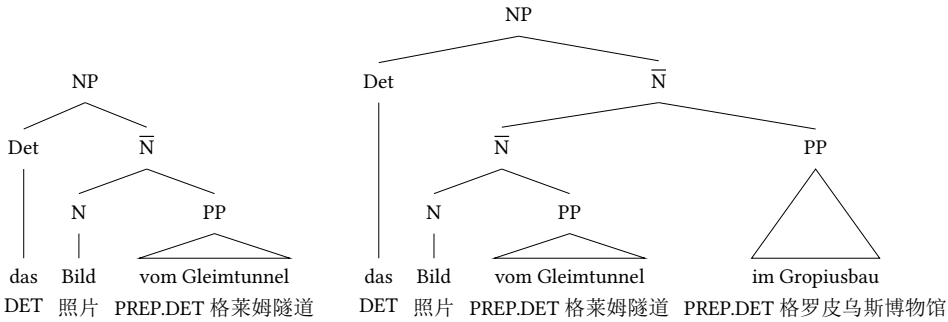 NP
Det N̅
N PP
das Bild vom Gleimtunnel
DET 照片 PREP.DET 格莱姆隧道
NP
Det N̅
N̅ PP
N PP
das Bild vom Gleimtunnel im Gropiusbau
DET 照片 PREP.DET 格莱姆隧道 PREP.DET 格罗皮乌斯博物馆